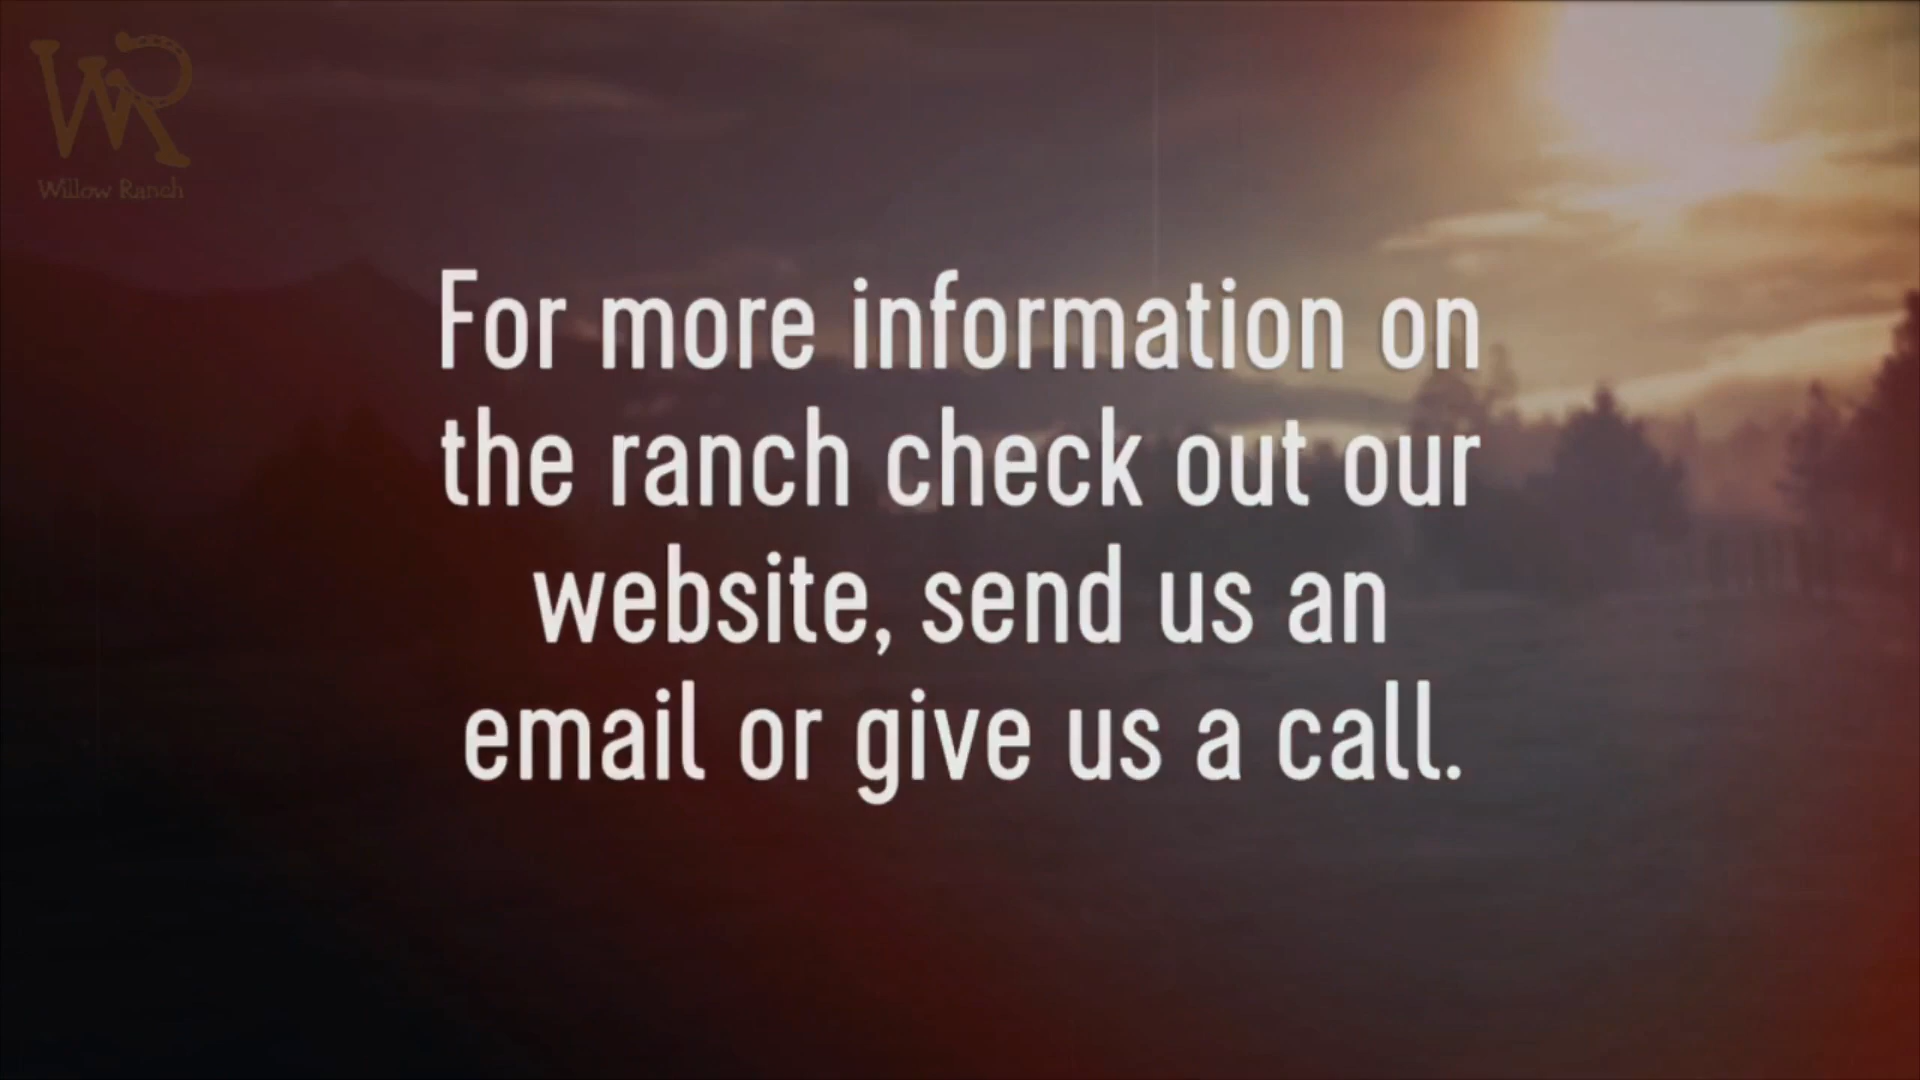 WR
Willow Ranch
For more information on
the ranch check out our
website, send us an
email or give us a call.